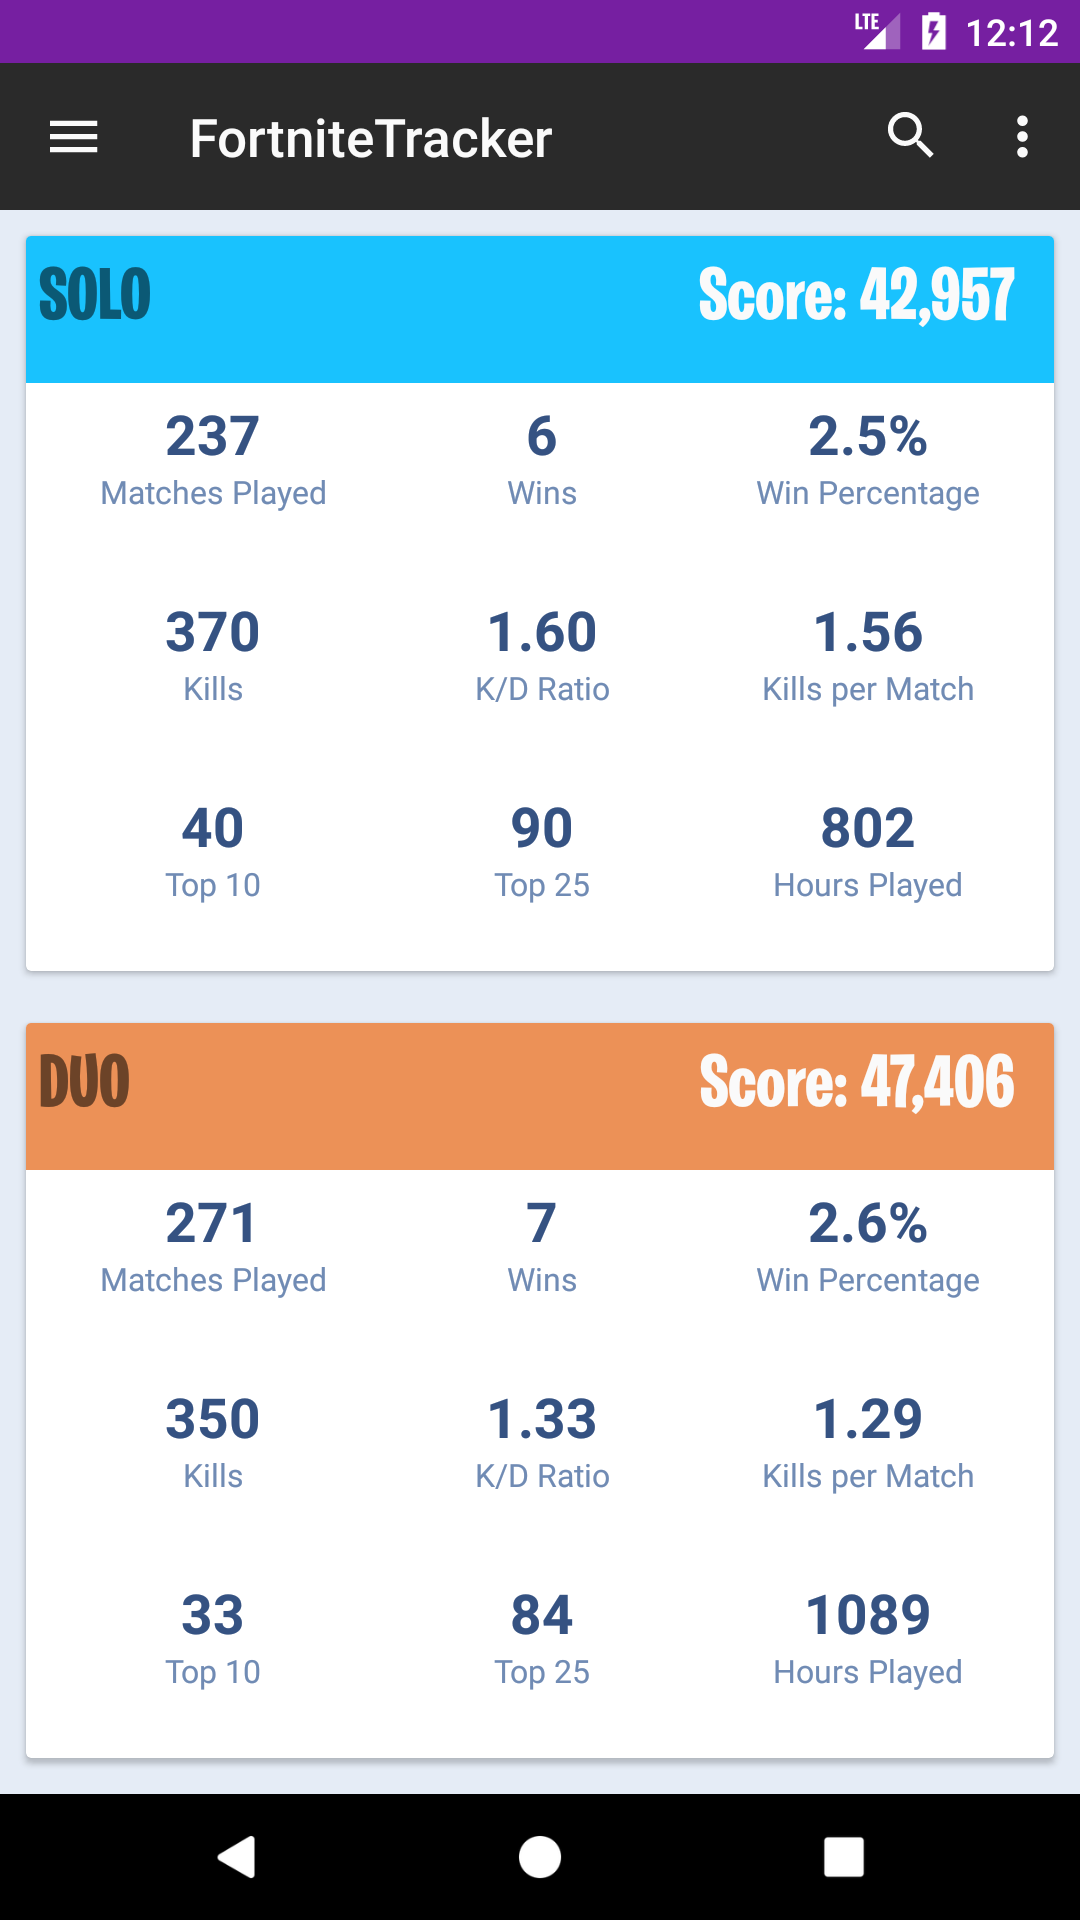 LTE 12:12
FortniteTracker
SOLO Score: 42,957
237 6 2.5%
Matches Played Wins Win Percentage
370 1.60 1.56
Kills K/D Ratio Kills per Match
40 90 802
Top 10 Top 25 Hours Played
DUO Score: 47,406
271 7 2.6%
Matches Played Wins Win Percentage
350 1.33 1.29
Kills K/D Ratio Kills per Match
33 84 1089
Top 10 Top 25 Hours Played